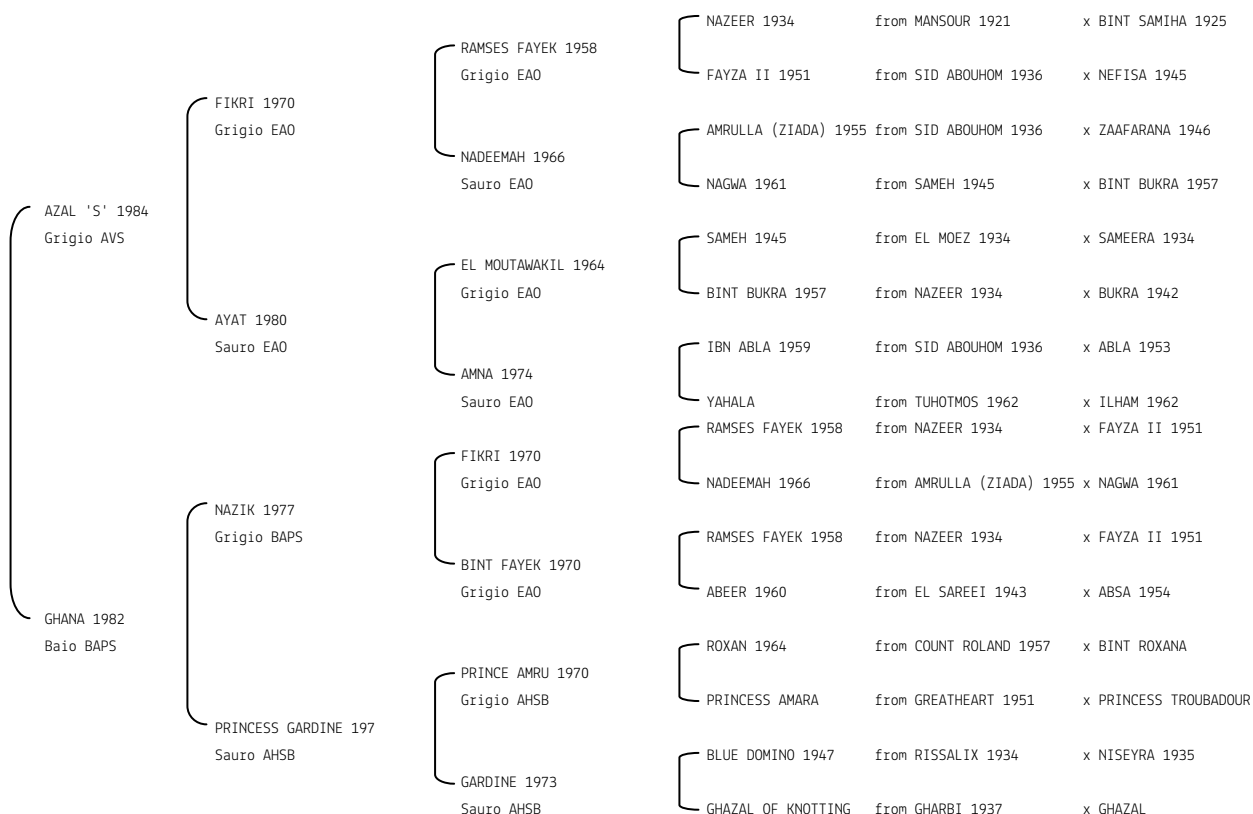 NAZEER 1934 from MANSOUR 1921 x BINT SAMIHA 1925
RAMSES FAYEK 1958
Grigio EAO
FAYZA II 1951 from SID ABOUHOM 1936 x NEFISA 1945
FIKRI 1970
Grigio EAO
AMRULLA (ZIADA) 1955 from SID ABOUHOM 1936 x ZAAFARANA 1946
NADEEMAH 1966
Sauro EAO
NAGWA 1961 from SAMEH 1945 x BINT BUKRA 1957
AZAL 'S' 1984
Grigio AVS
SAMEH 1945 from EL MOEZ 1934 x SAMEERA 1934
EL MOUTAWAKIL 1964
Grigio EAO
BINT BUKRA 1957 from NAZEER 1934 x BUKRA 1942
AYAT 1980
Sauro EAO
IBN ABLA 1959 from SID ABOUHOM 1936 x ABLA 1953
AMNA 1974
Sauro EAO
YAHALA from TUHOTMOS 1962 x ILHAM 1962
RAMSES FAYEK 1958 from NAZEER 1934 x FAYZA II 1951
FIKRI 1970
Grigio EAO
NADEEMAH 1966 from AMRULLA (ZIADA) 1955 x NAGWA 1961
NAZIK 1977
Grigio BAPS
RAMSES FAYEK 1958 from NAZEER 1934 x FAYZA II 1951
BINT FAYEK 1970
Grigio EAO
ABEER 1960 from EL SAREEI 1943 x ABSA 1954
GHANA 1982
Baio BAPS
ROXAN 1964 from COUNT ROLAND 1957 x BINT ROXANA
PRINCE AMRU 1970
Grigio AHSB
PRINCESS AMARA from GREATHEART 1951 x PRINCESS TROUBADOUR
PRINCESS GARDINE 197
Sauro AHSB
BLUE DOMINO 1947 from RISSALIX 1934 x NISEYRA 1935
GARDINE 1973
Sauro AHSB
GHAZAL OF KNOTTING from GHARBI 1937 x GHAZAL